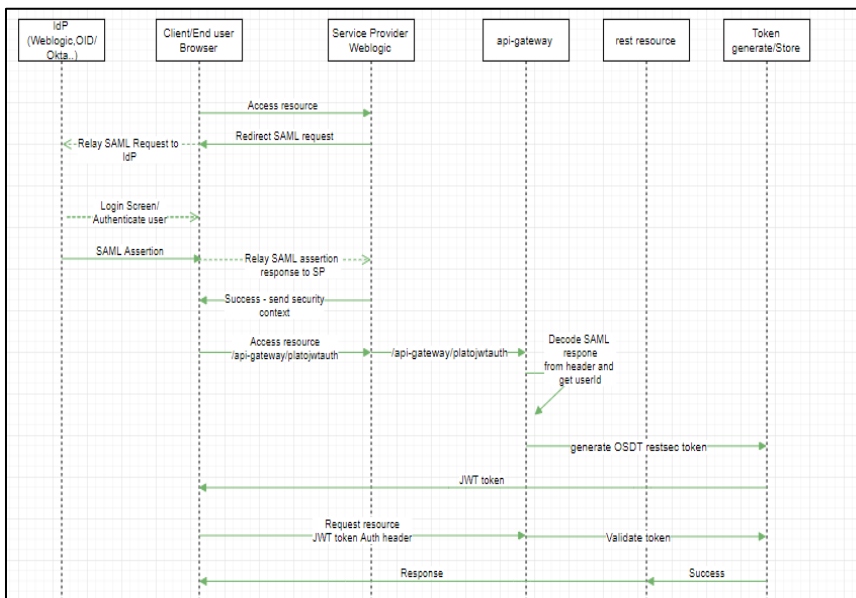 IdP
(Weblogic,OID/
Okta..)
Client/End user
Browser
Service Provider
Weblogic
api-gateway
rest resource
Token
generate/Store
Access resource
Redirect SAML request
Relay SAML Request to
IdP
Login Screen/
Authenticate user
SAML Assertion
Relay SAML assertion
response to SP
Success - send security
context
Access resource
/api-gateway/platojwtauth
/api-gateway/platojwtauth
Decode SAML
respone
from header and
get userId
generate OSDT restsec token
JWT token
Request resource
JWT token Auth header
Validate token
Response
Success